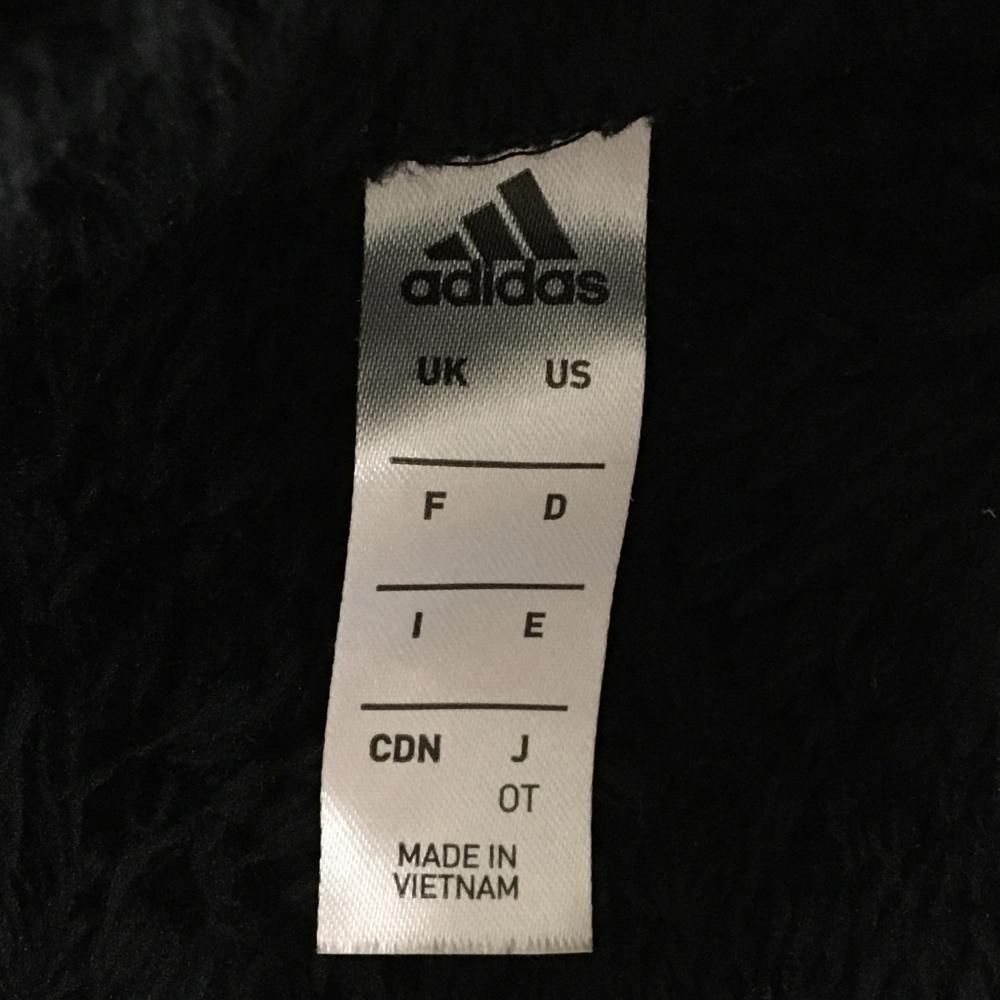 adidas
UK US
F D
I E
CDN J
OT
MADE IN
VIETNAM